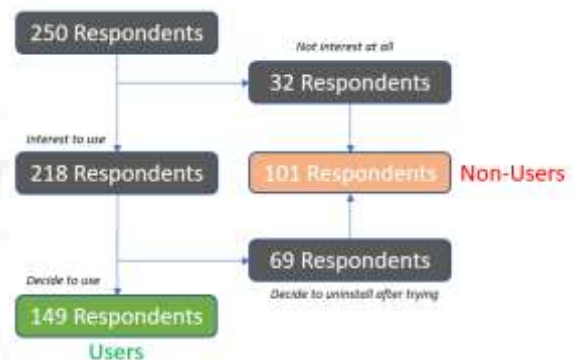 250 Respondents
Not interest at all
32 Respondents
Interest to use
218 Respondents
101 Respondents
Non-Users
69 Respondents
Decide to use
Decide to uninstall after trying
149 Respondents
Users